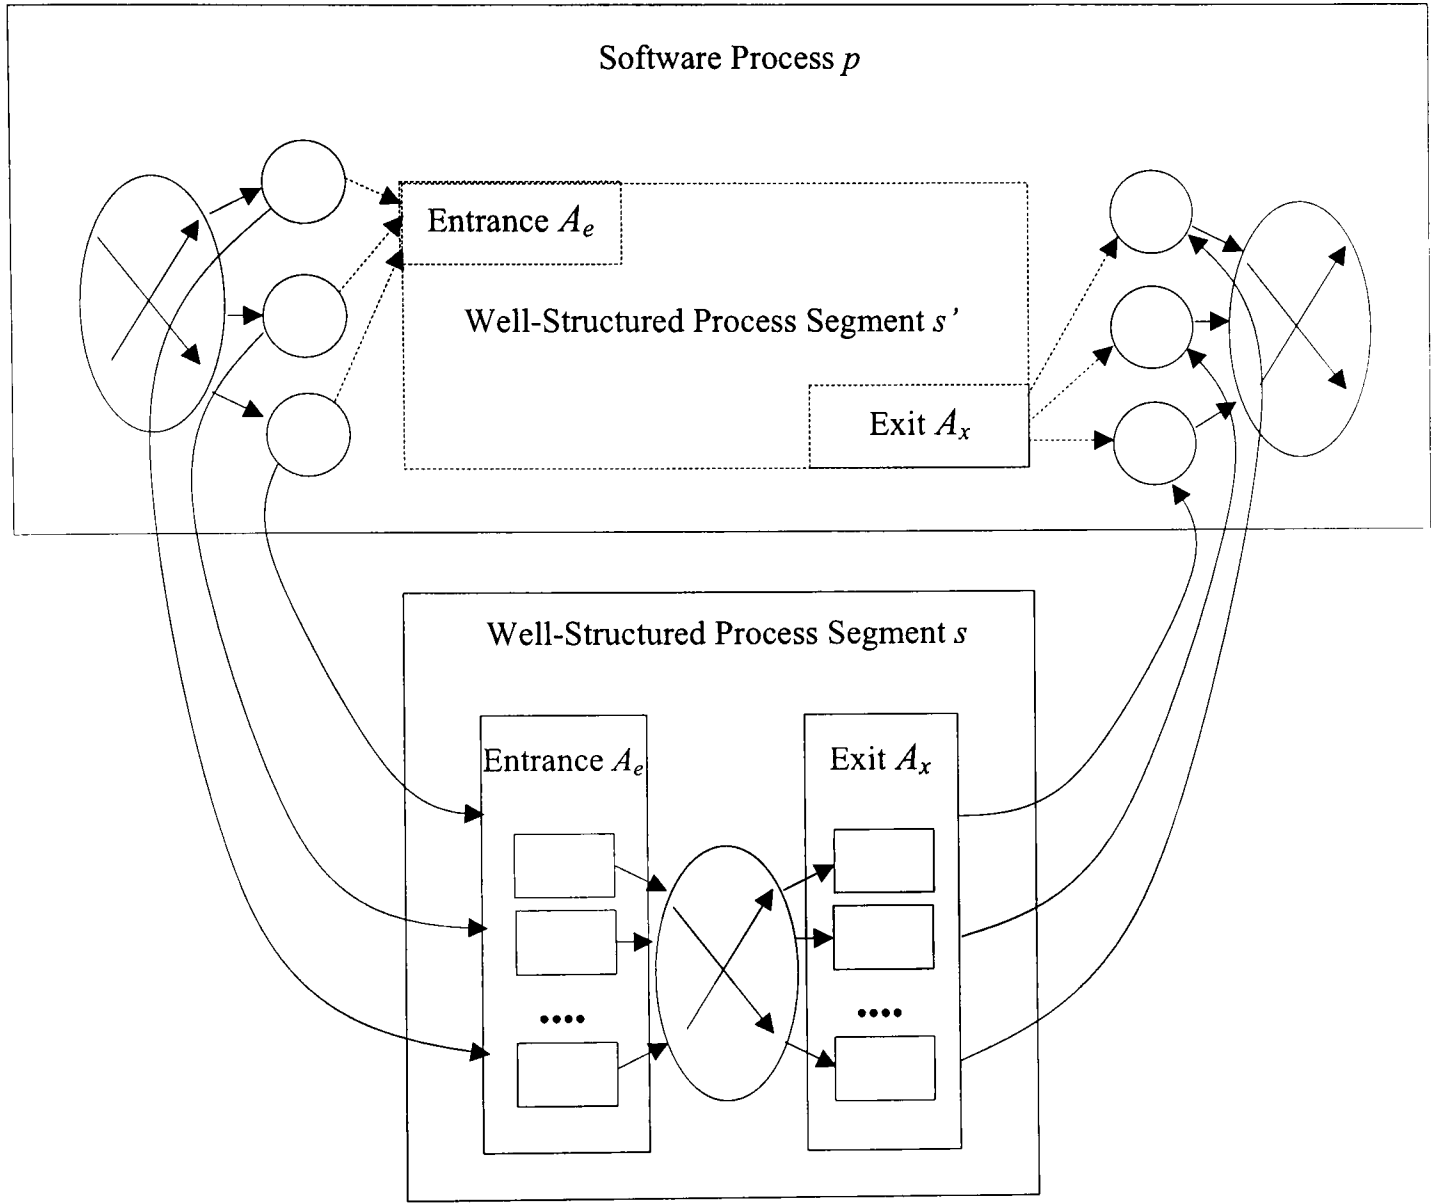 Software Process p
Entrance Ae
Well-Structured Process Segment s’
Exit Ax
Well-Structured Process Segment s
Entrance Ae
Exit Ax